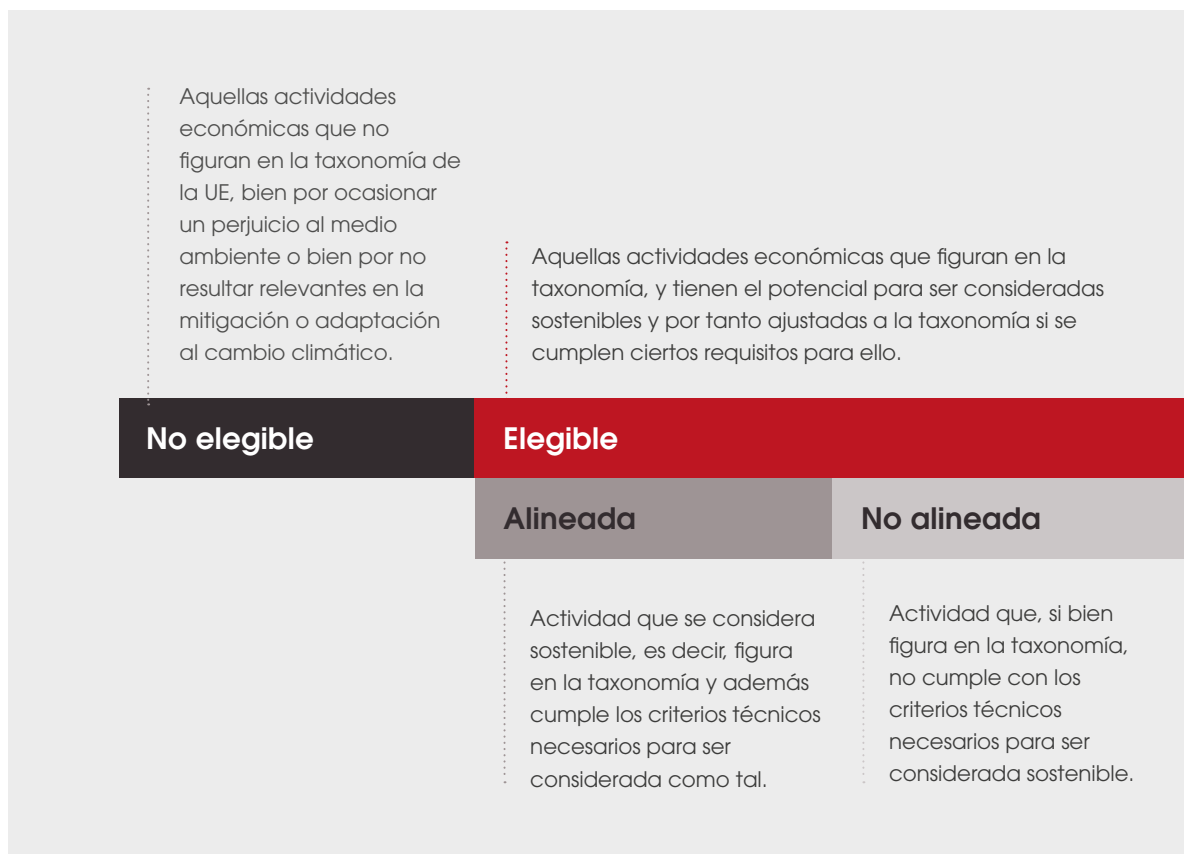 Aquellas actividades
económicas que no
figuran en la taxonomía de
la UE, bien por ocasionar
un perjuicio al medio
ambiente o bien por no
resultar relevantes en la
mitigación o adaptación
al cambio climático.
Aquellas actividades económicas que figuran en la
taxonomía, y tienen el potencial para ser consideradas
sostenibles y por tanto ajustadas a la taxonomía si se
cumplen ciertos requisitos para ello.
No elegible
Elegible
Alineada
No alineada
Actividad que se considera
sostenible, es decir, figura
en la taxonomía y además
cumple los criterios técnicos
necesarios para ser
considerada como tal.
Actividad que, si bien
figura en la taxonomía,
no cumple con los
criterios técnicos
necesarios para ser
considerada sostenible.